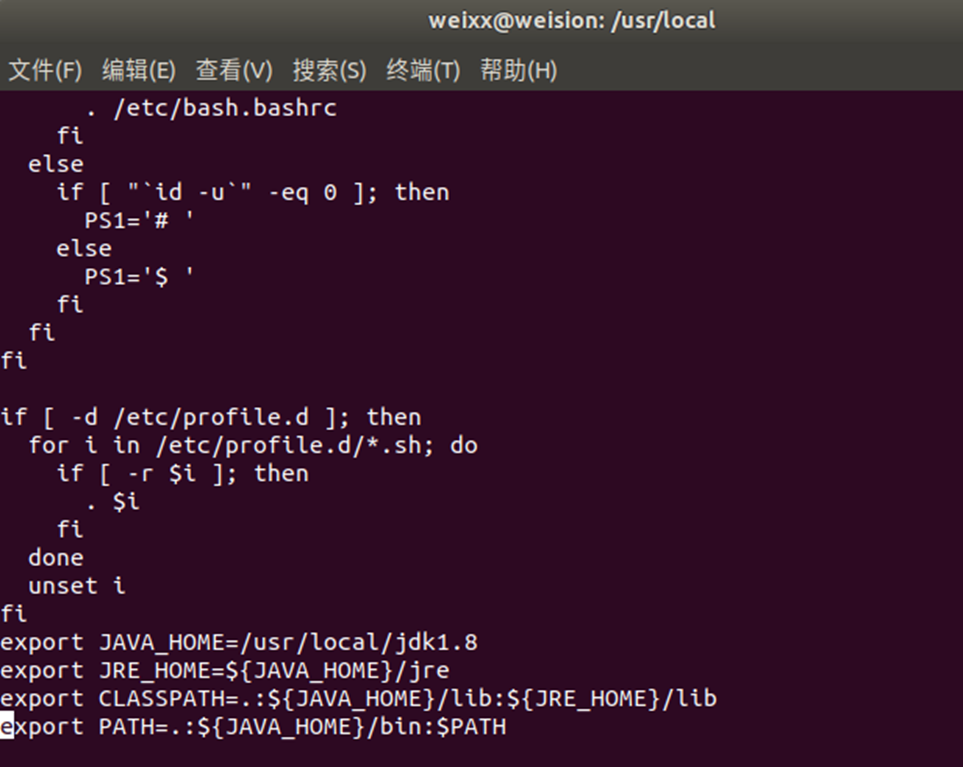 weixx@weision: /usr/local
文件(F) 编辑(E) 查看(V) 搜索(S) 终端(T) 帮助(H)
      . /etc/bash.bashrc
    fi
  else
    if [ "`id -u`" -eq 0 ]; then
      PS1='# '
    else
      PS1='$ '
    fi
  fi
fi

if [ -d /etc/profile.d ]; then
  for i in /etc/profile.d/*.sh; do
    if [ -r $i ]; then
      . $i
    fi
  done
  unset i
fi
export JAVA_HOME=/usr/local/jdk1.8
export JRE_HOME=${JAVA_HOME}/jre
export CLASSPATH=.:${JAVA_HOME}/lib:${JRE_HOME}/lib
export PATH=.:${JAVA_HOME}/bin:$PATH